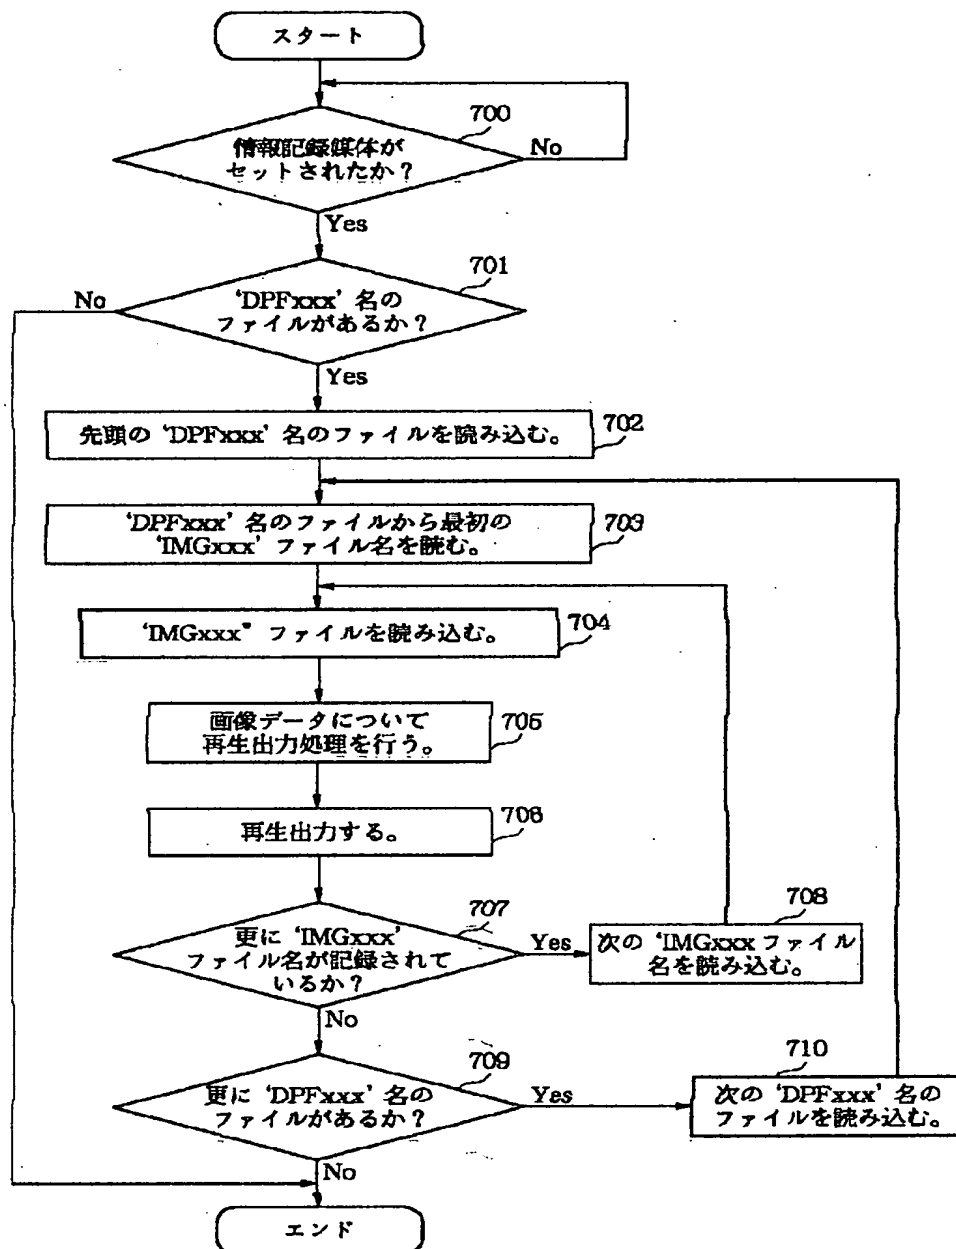 スタート
700
情報記録媒体が
セットされたか?
No
Yes
701
No
‘DPFxxx’ 名の
ファイルがあるか?
Yes
702
先頭の ‘DPFxxx’ 名のファイルを読み込む。
‘DPFxxx’ 名のファイルから最初の
‘IMGxxx’ ファイル名を読む。
703
‘IMGxxx” ファイルを読み込む。
704
画像データについて
再生出力処理を行う。
705
再生出力する。
706
707
更に ‘IMGxxx’
ファイル名が記録されて
いるか?
Yes
708
次の ‘IMGxxx ファイル
名を読み込む。
No
709
更に ‘DPFxxx’ 名の
ファイルがあるか?
Yes
710
次の ‘DPFxxx’ 名の
ファイルを読み込む。
No
エンド